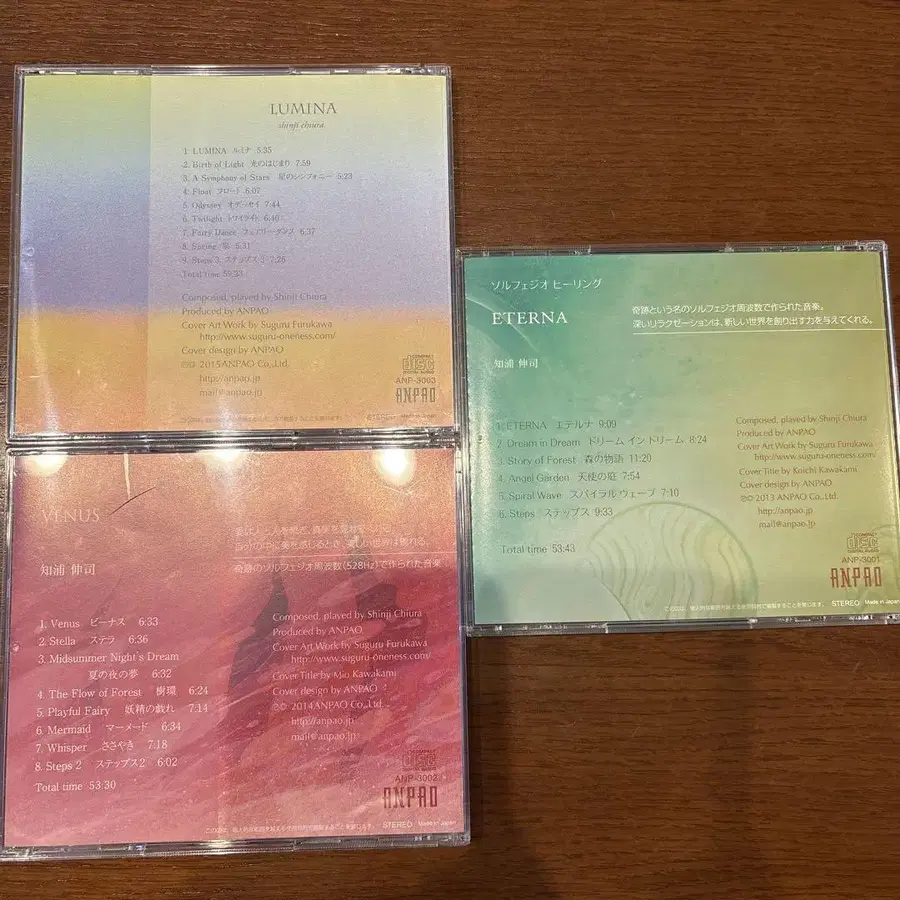 LUMINA
shinji chiura
1. LUMINA ルミナ 5:35
2. Birth of Light 光のはじまり 7:59
3. A Symphony of Stars 星のシンフォニー 5:23
4. Float フロート 6:07
5. Odyssey オデッセイ 7:44
6. Twilight トワイライト 6:40
7. Fairy Dance フェアリーダンス 6:37
8. 5:31
9. Steps 3 ステップス 3 7:26
Total time 59:23
Composed, played by Shinji Chiura
Produced by ANPAO
Cover Art Work by Suguru Furukawa
http://www.suguru-oneness.com/
Cover design by ANPAO
℗© 2015 ANPAO Co., Ltd.
http://anpao.jp
mail@anpao.jp
COMPACT
disc
DIGITAL AUDIO
ANP-3003
ANPAO
ソルフェジオ ヒーリング
ETERNA
奇跡という名のソルフェジオ周波数で作られた音楽。
深いリラクゼーションは、新しい世界を創り出す力を与えてくれる。
知浦 伸司
1. ETERNA エテルナ 9:09
2. Dream in Dream ドリーム イン ドリーム 8:24
3. Story of Forest 森の物語 11:20
4. Angel Garden 天使の庭 7:54
5. Spiral Wave スパイラル ウェーブ 7:10
6. Steps ステップス 9:33
Total time 53:43
Composed, played by Shinji Chiura
Produced by ANPAO
Cover Art Work by Suguru Furukawa
http://www.suguru-oneness.com/
Cover Title by Koichi Kawakami
Cover design by ANPAO
℗© 2013 ANPAO Co., Ltd.
http://anpao.jp
mail@anpao.jp
COMPACT
disc
DIGITAL AUDIO
ANP-3001
ANPAO
STEREO Made in Japan
VENUS
知浦 伸司
奇跡のソルフェジオ周波数(528Hz)で作られた音楽
1. Venus ビーナス 6:33
2. Stella ステラ 6:36
3. Midsummer Night's Dream
夏の夜の夢 6:32
4. The Flow of Forest 樹環 6:24
5. Playful Fairy 妖精の戯れ 7:14
6. Mermaid マーメード 6:34
7. Whisper ささやき 7:18
8. Steps 2 ステップス2 6:02
Total time 53:30
Composed, played by Shinji Chiura
Produced by ANPAO
Cover Art Work by Suguru Furukawa
http://www.suguru-oneness.com/
Cover Title by Mio Kawakami
Cover design by ANPAO
℗© 2014 ANPAO Co., Ltd.
http://anpao.jp
mail@anpao.jp
COMPACT
disc
DIGITAL AUDIO
ANP-3002
ANPAO
STEREO Made in Japan